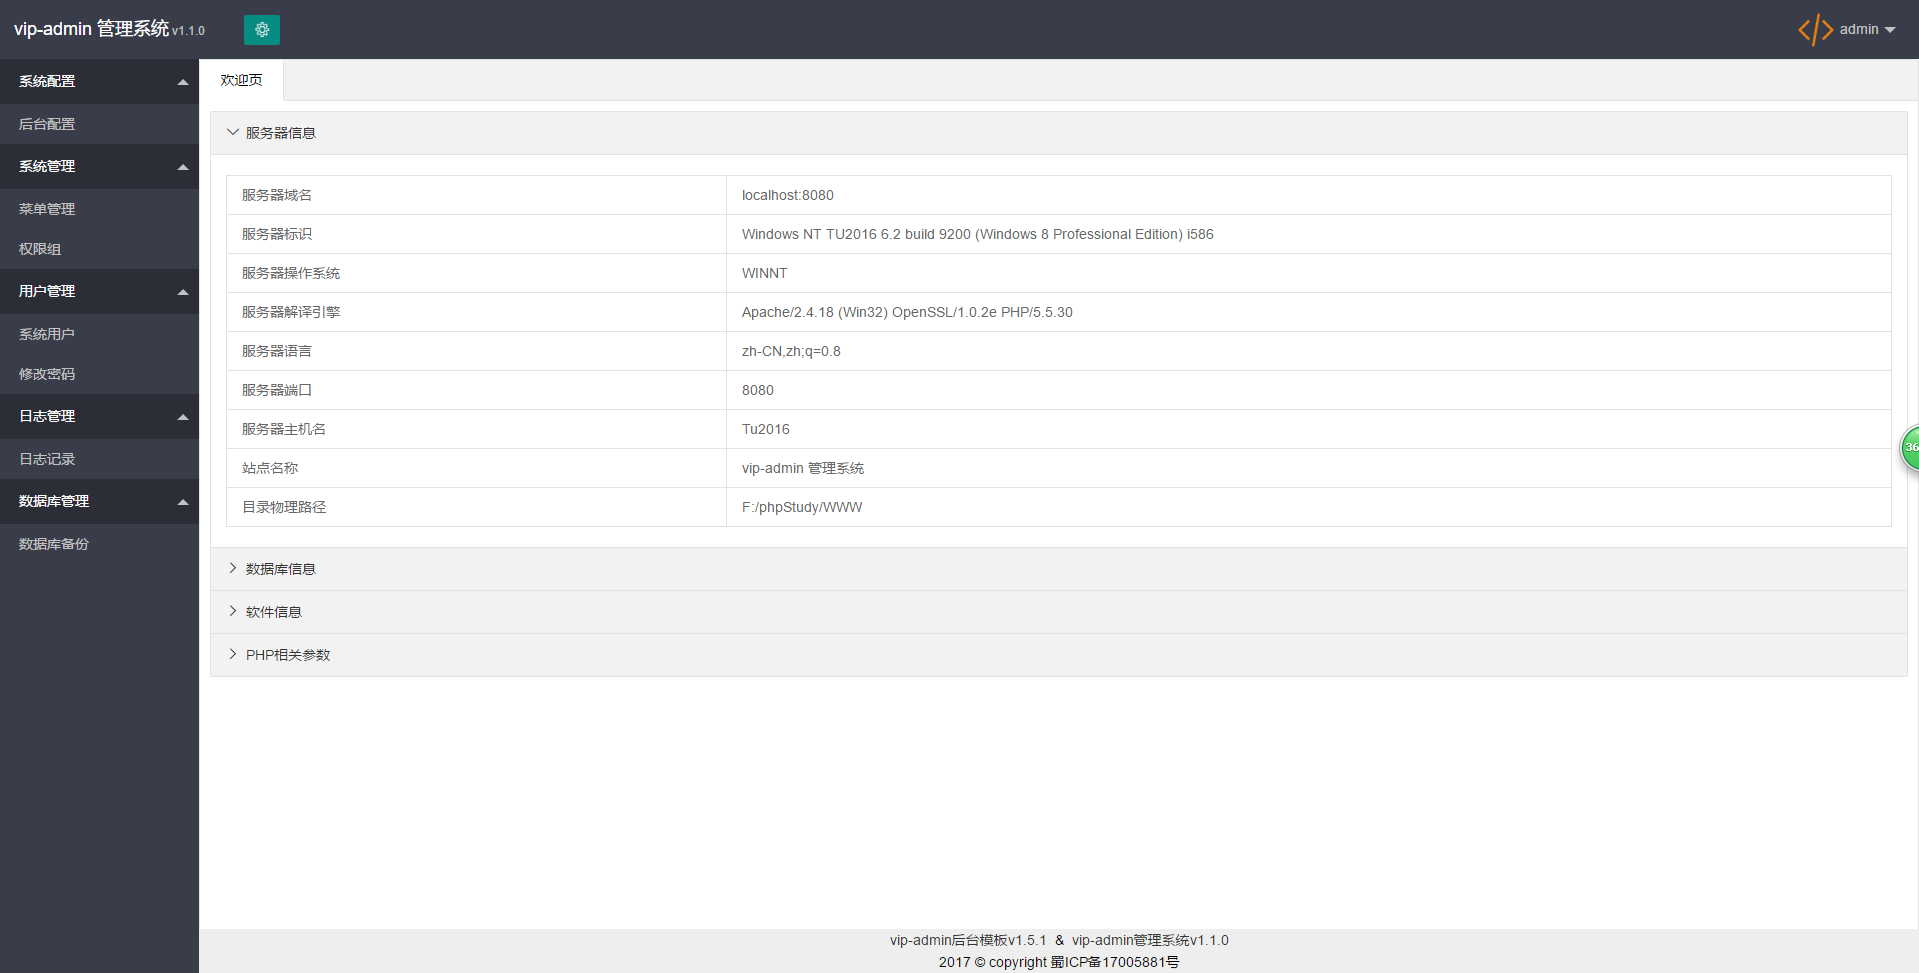 vip-admin 管理系统 v1.1.0
admin
系统配置
后台配置
系统管理
菜单管理
权限组
用户管理
系统用户
修改密码
日志管理
日志记录
数据库管理
数据库备份
欢迎页
服务器信息
服务器域名 localhost:8080
服务器标识 Windows NT TU2016 6.2 build 9200 (Windows 8 Professional Edition) i586
服务器操作系统 WINNT
服务器解译引擎 Apache/2.4.18 (Win32) OpenSSL/1.0.2e PHP/5.5.30
服务器语言 zh-CN,zh;q=0.8
服务器端口 8080
服务器主机名 Tu2016
站点名称 vip-admin 管理系统
目录物理路径 F:/phpStudy/WWW
数据库信息
软件信息
PHP相关参数
36
vip-admin后台模板v1.5.1 & vip-admin管理系统v1.1.0
2017 © copyright 蜀ICP备17005881号